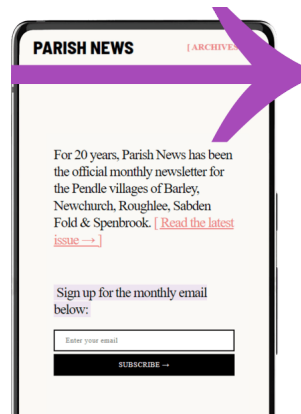 PARISH NEWS
[ ARCHIVES
For 20 years, Parish News has been
the official monthly newsletter for
the Pendle villages of Barley,
Newchurch, Roughlee, Sabden
Fold & Spenbrook. [ Read the latest
issue → ]
Sign up for the monthly email
below:
Enter your email
SUBSCRIBE →